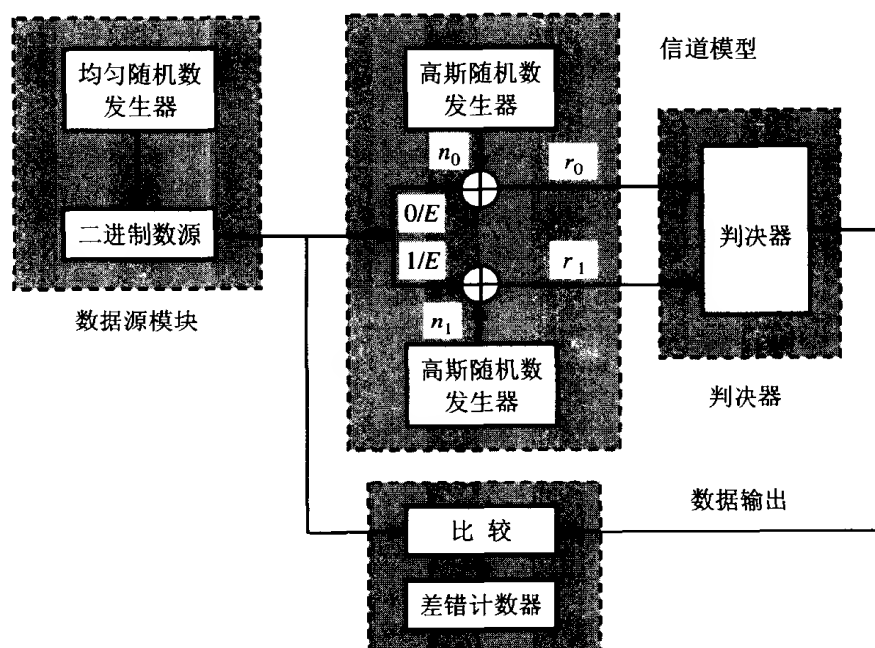 均匀随机数
发生器
二进制数源
数据源模块
高斯随机数
发生器
信道模型
n₀
r₀
0/E
1/E
r₁
n₁
高斯随机数
发生器
判决器
判决器
数据输出
比 较
差错计数器